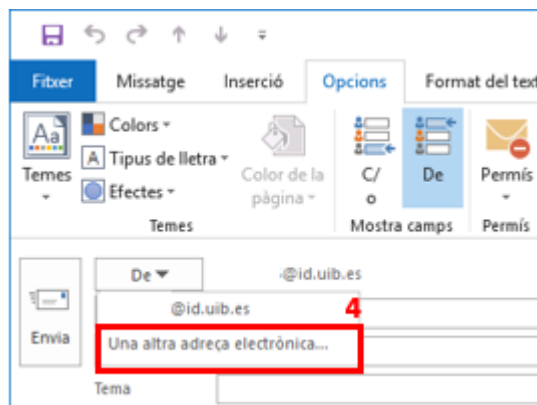 Fitxer Missatge Inserció Opcions Format del text
Aa
Temes
Colors
A Tipus de lletra
Efectes
Color de la
pàgina
C/
o
De
Permís
Temes Mostra camps Permís
De @id.uib.es
@id.uib.es 4
Envia
Una altra adreça electrònica...
Tema